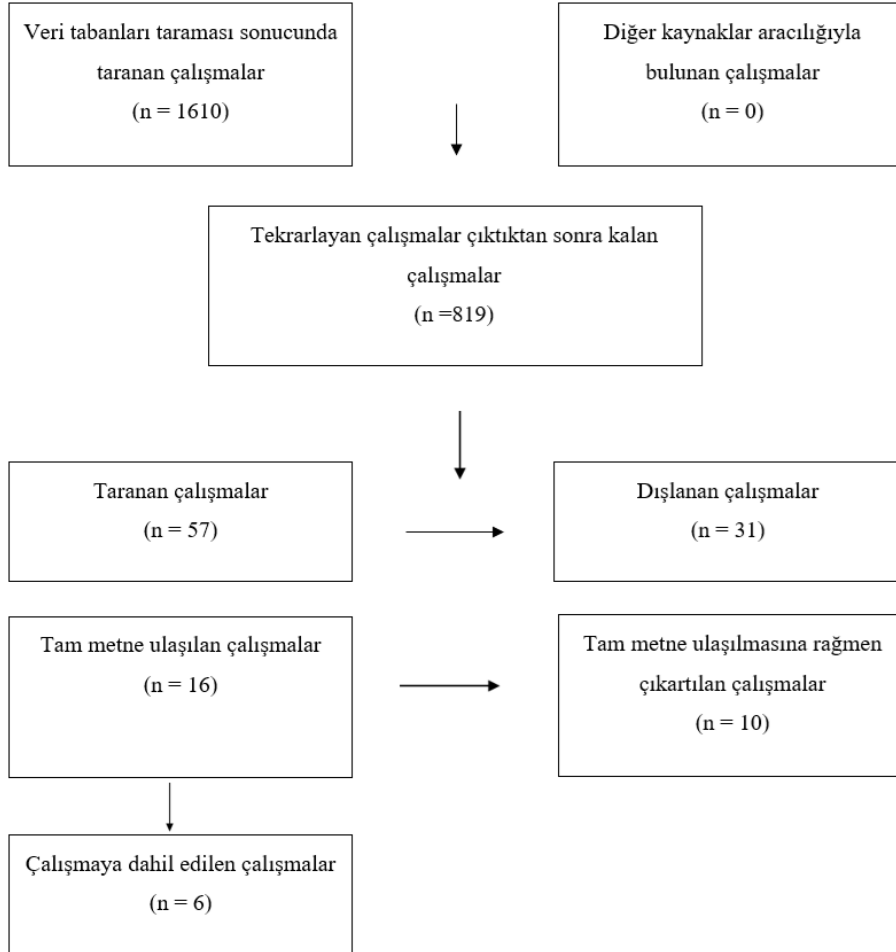 Veri tabanları taraması sonucunda
taranan çalışmalar
(n = 1610)
Diğer kaynaklar aracılığıyla
bulunan çalışmalar
(n = 0)
Tekrarlayan çalışmalar çıktıktan sonra kalan
çalışmalar
(n =819)
Taranan çalışmalar
(n = 57)
Dışlanan çalışmalar
(n = 31)
Tam metne ulaşılan çalışmalar
(n = 16)
Tam metne ulaşılmasına rağmen
çıkartılan çalışmalar
(n = 10)
Çalışmaya dahil edilen çalışmalar
(n = 6)